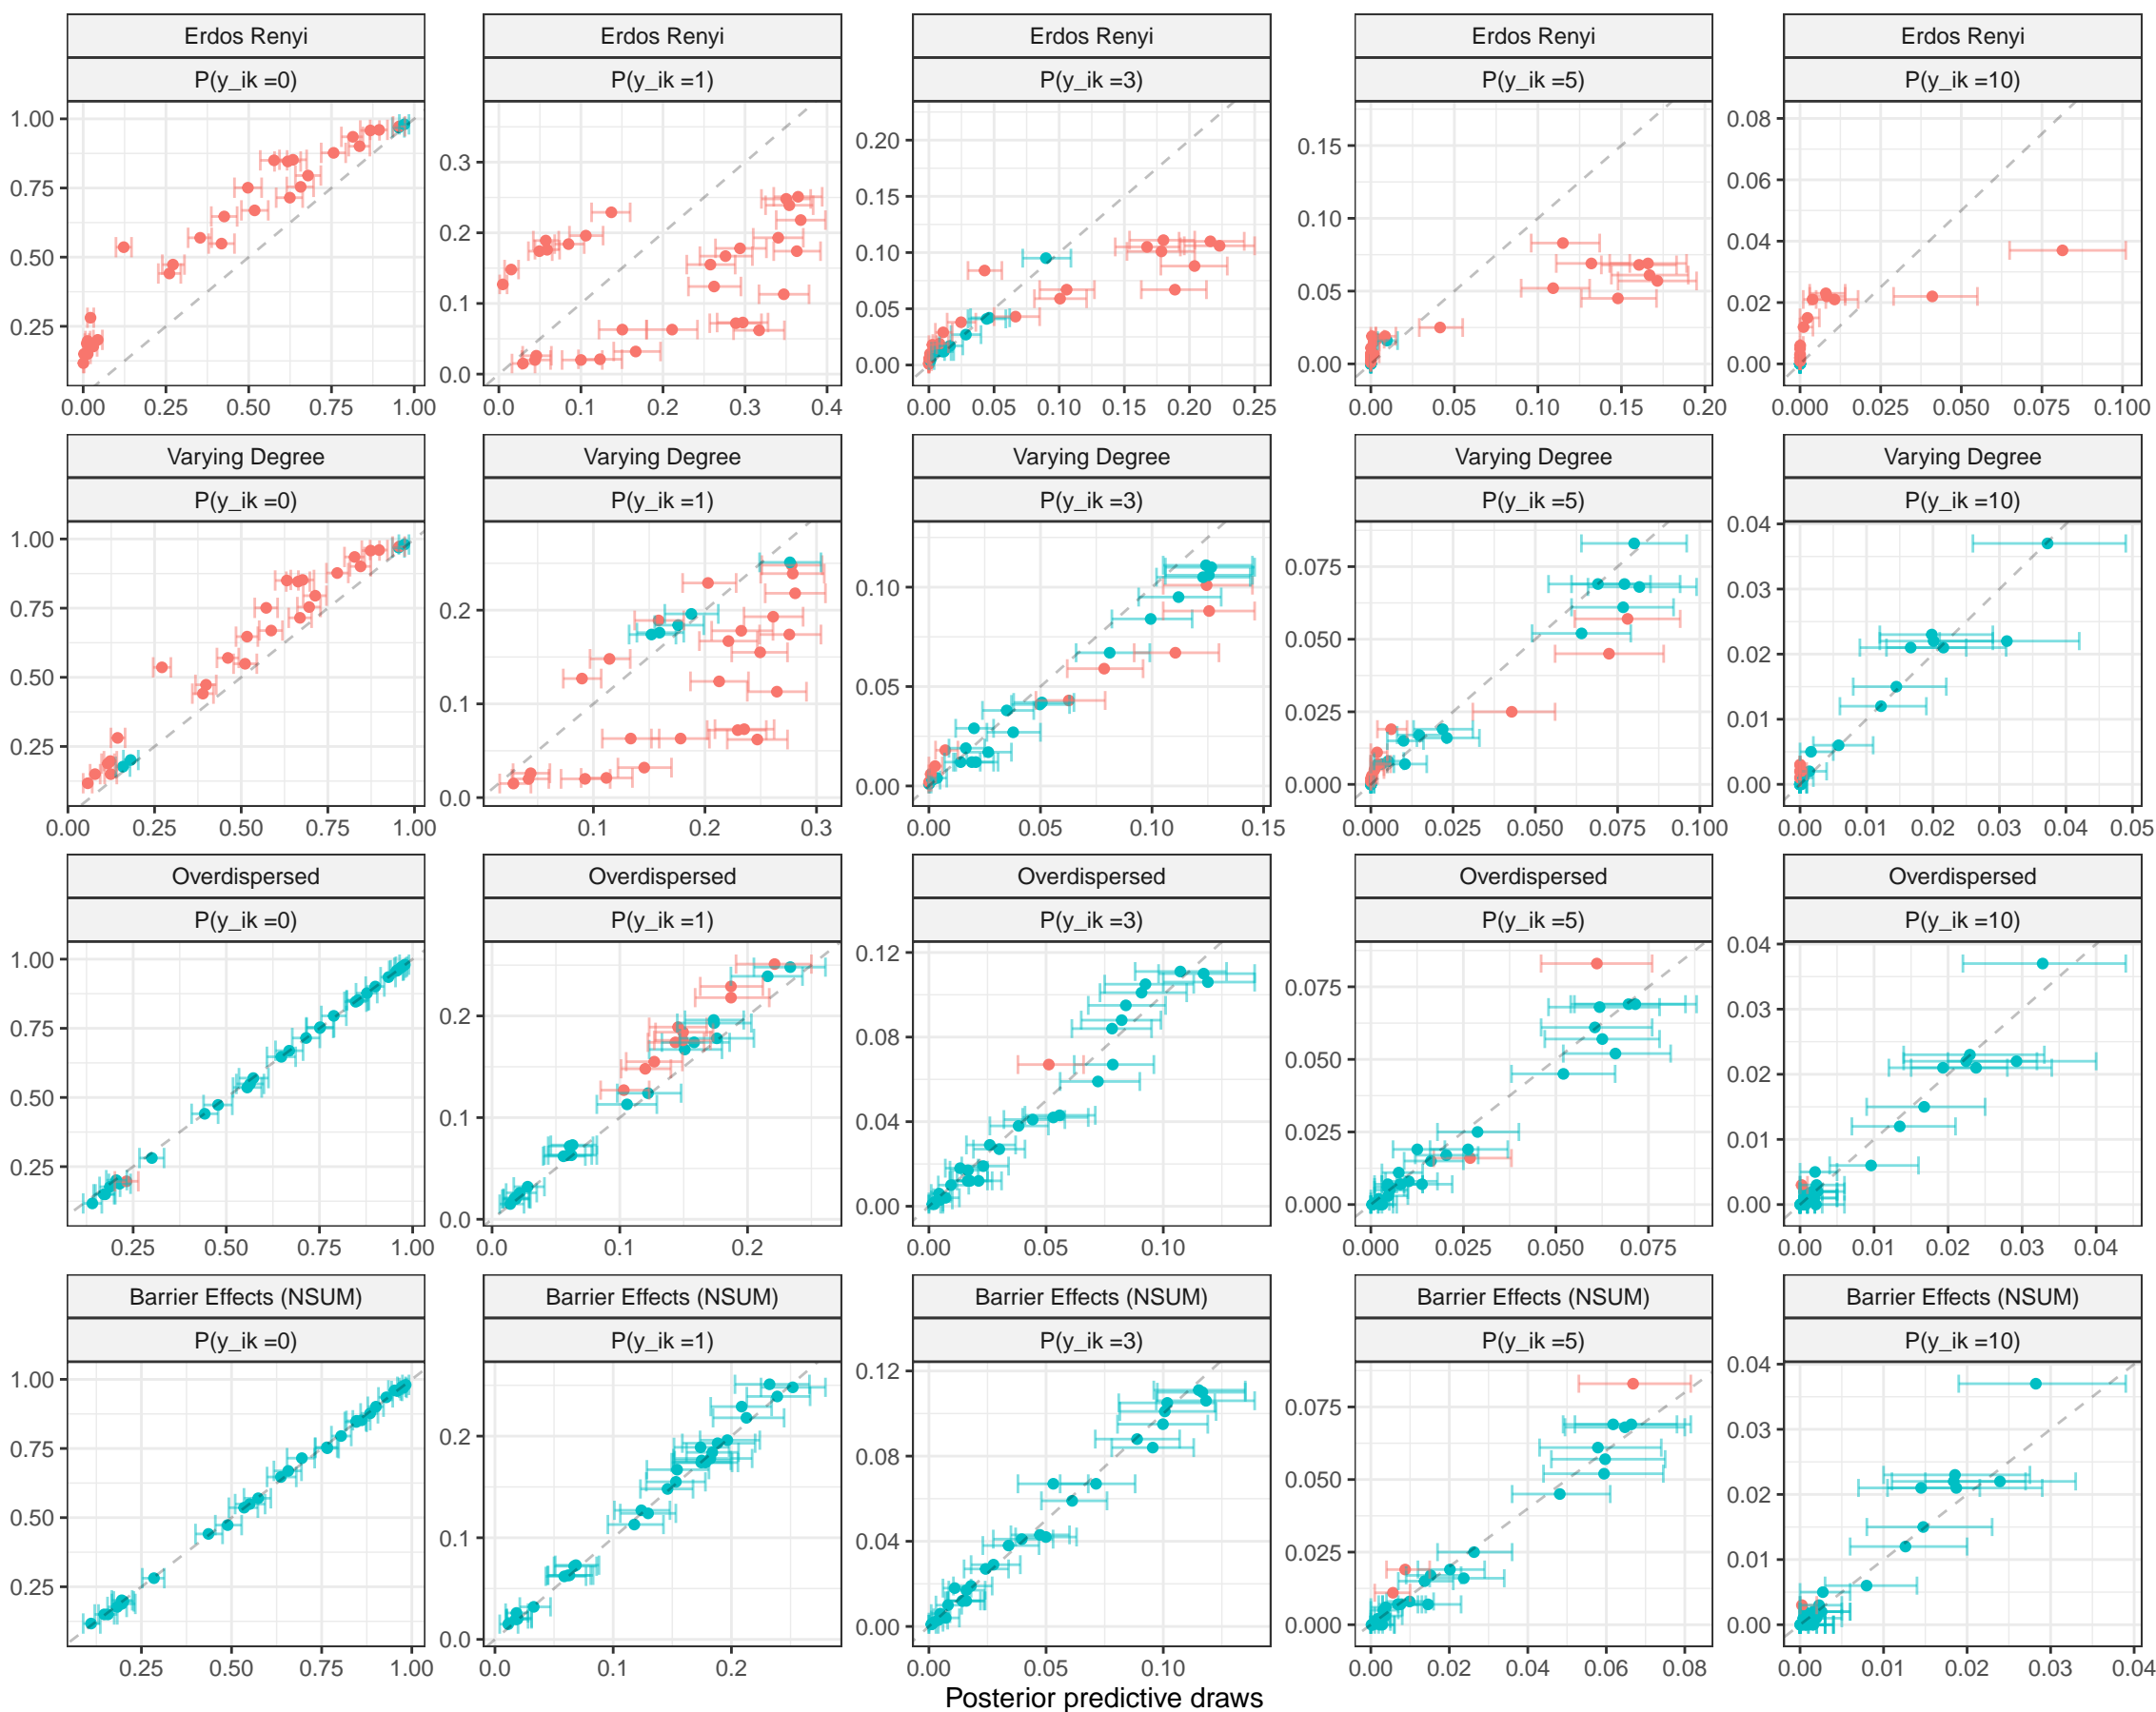 Erdos Renyi Erdos Renyi Erdos Renyi Erdos Renyi Erdos Renyi
P(y_ik =0) P(y_ik =1) P(y_ik =3) P(y_ik =5) P(y_ik =10)
1.00 0.75 0.50 0.25
0.3 0.2 0.1 0.0
0.20 0.15 0.10 0.05 0.00
0.15 0.10 0.05 0.00
0.08 0.06 0.04 0.02 0.00
0.00 0.25 0.50 0.75 1.00 0.0 0.1 0.2 0.3 0.4 0.00 0.05 0.10 0.15 0.20 0.25 0.00 0.05 0.10 0.15 0.20 0.000 0.025 0.050 0.075 0.100
Varying Degree Varying Degree Varying Degree Varying Degree Varying Degree
P(y_ik =0) P(y_ik =1) P(y_ik =3) P(y_ik =5) P(y_ik =10)
1.00 0.75 0.50 0.25
0.2 0.1 0.0
0.10 0.05 0.00
0.075 0.050 0.025 0.000
0.04 0.03 0.02 0.01 0.00
0.00 0.25 0.50 0.75 1.00 0.1 0.2 0.3 0.00 0.05 0.10 0.15 0.000 0.025 0.050 0.075 0.100 0.00 0.01 0.02 0.03 0.04 0.05
Overdispersed Overdispersed Overdispersed Overdispersed Overdispersed
P(y_ik =0) P(y_ik =1) P(y_ik =3) P(y_ik =5) P(y_ik =10)
1.00 0.75 0.50 0.25
0.2 0.1 0.0
0.12 0.08 0.04 0.00
0.075 0.050 0.025 0.000
0.04 0.03 0.02 0.01 0.00
0.25 0.50 0.75 1.00 0.0 0.1 0.2 0.00 0.05 0.10 0.000 0.025 0.050 0.075 0.00 0.01 0.02 0.03 0.04
Barrier Effects (NSUM) Barrier Effects (NSUM) Barrier Effects (NSUM) Barrier Effects (NSUM) Barrier Effects (NSUM)
P(y_ik =0) P(y_ik =1) P(y_ik =3) P(y_ik =5) P(y_ik =10)
1.00 0.75 0.50 0.25
0.2 0.1 0.0
0.12 0.08 0.04 0.00
0.075 0.050 0.025 0.000
0.04 0.03 0.02 0.01 0.00
0.25 0.50 0.75 1.00 0.0 0.1 0.2 0.00 0.05 0.10 0.00 0.02 0.04 0.06 0.08 0.00 0.01 0.02 0.03 0.04
Posterior predictive draws